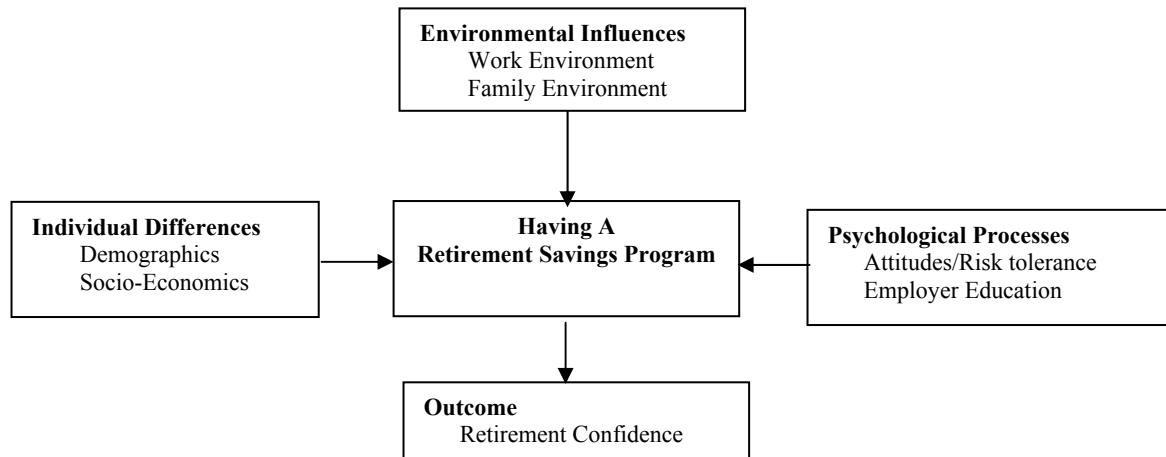 Environmental Influences
Work Environment
Family Environment
Individual Differences
Demographics
Socio-Economics
Having A
Retirement Savings Program
Psychological Processes
Attitudes/Risk tolerance
Employer Education
Outcome
Retirement Confidence